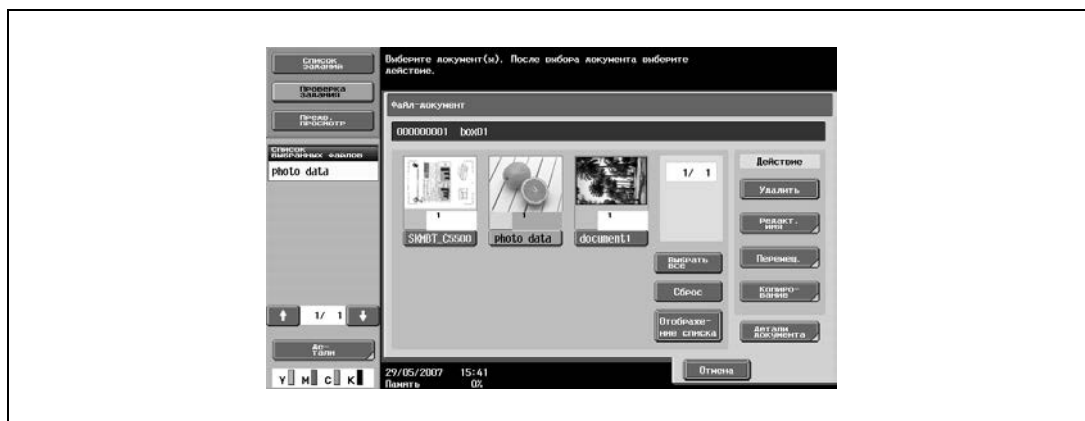 Список
задания
Проверка
задания
Пред.
просмотр
Список
выбранных файлов
photo data
1/ 1
Де-
тали
Y M C K
Выберите документ(ы). После выбора документа выберите
действие.
Файл-документ
000000001 box01
1
SKMBT_C5500
1
photo data
1
document1
1/ 1
Выбрать
все
Сброс
Отображе-
ние списка
Действие
Удалить
Редакт.
имя
Перемещ.
Копиро-
вание
Детали
документа
29/05/2007 15:41
Память 0%
Отмена